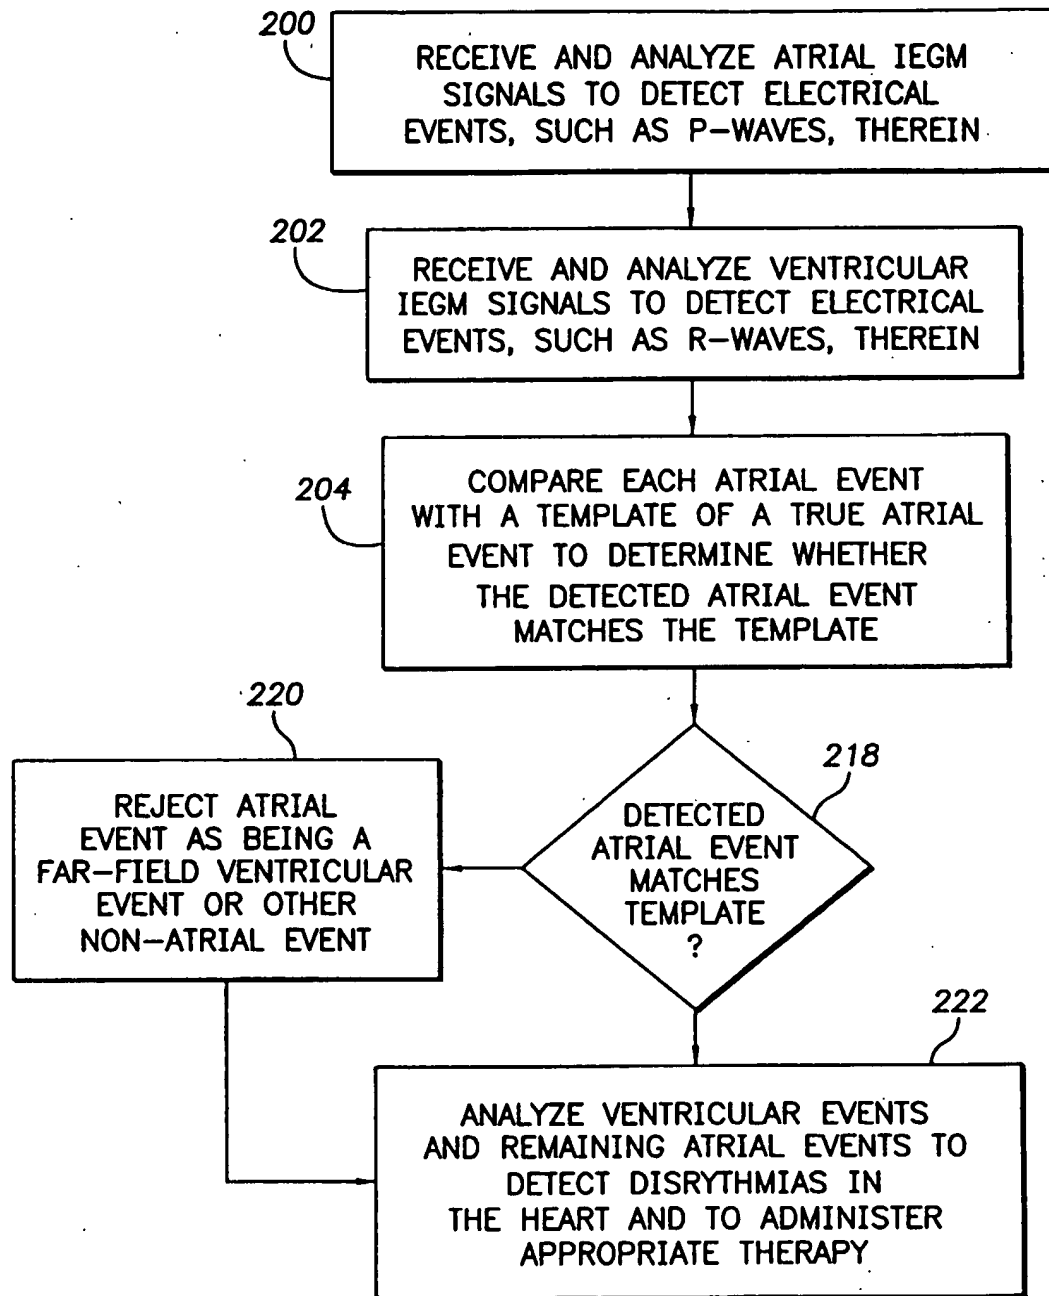 200
RECEIVE AND ANALYZE ATRIAL IEGM
SIGNALS TO DETECT ELECTRICAL
EVENTS, SUCH AS P-WAVES, THEREIN
202
RECEIVE AND ANALYZE VENTRICULAR
IEGM SIGNALS TO DETECT ELECTRICAL
EVENTS, SUCH AS R-WAVES, THEREIN
204
COMPARE EACH ATRIAL EVENT
WITH A TEMPLATE OF A TRUE ATRIAL
EVENT TO DETERMINE WHETHER
THE DETECTED ATRIAL EVENT
MATCHES THE TEMPLATE
218
DETECTED
ATRIAL EVENT
MATCHES
TEMPLATE
?
220
REJECT ATRIAL
EVENT AS BEING A
FAR-FIELD VENTRICULAR
EVENT OR OTHER
NON-ATRIAL EVENT
222
ANALYZE VENTRICULAR EVENTS
AND REMAINING ATRIAL EVENTS TO
DETECT DISRYTHMIAS IN
THE HEART AND TO ADMINISTER
APPROPRIATE THERAPY